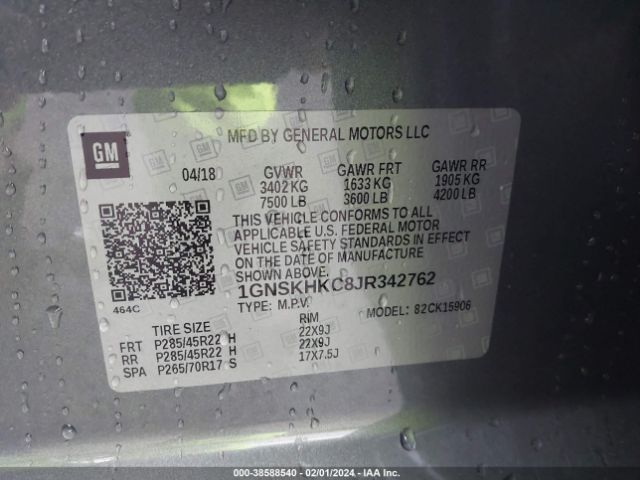 GM
MFD BY GENERAL MOTORS LLC
04/18 GVWR GAWR FRT GAWR RR
3402 KG 1633 KG 1905 KG
7500 LB 3600 LB 4200 LB
THIS VEHICLE CONFORMS TO ALL
APPLICABLE U.S. FEDERAL MOTOR
VEHICLE SAFETY STANDARDS IN EFFECT
ON THE DATE OF MANUFACTURE
SHOWN ABOVE.
1GNSKHKC8JR342762
464C TYPE: M.P.V. MODEL: 82CK15906
TIRE SIZE RIM
FRT P285/45R22 H 22X9J
RR P285/45R22 H 22X9J
SPA P265/70R17 S 17X7.5J
000-38588540 - 02/01/2024 - IAA Inc.